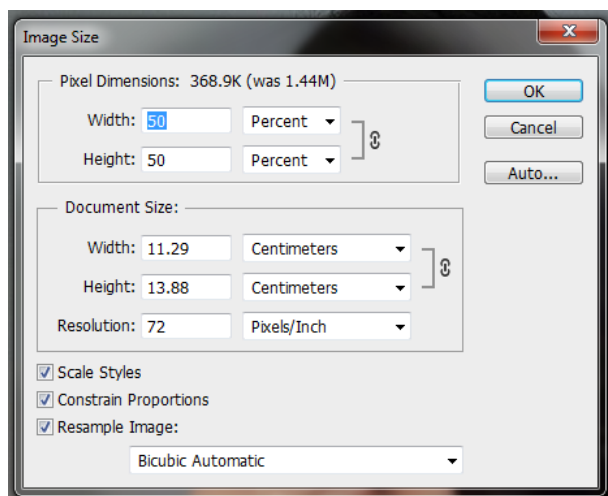 Image Size
Pixel Dimensions: 368.9K (was 1.44M)
OK
Width: 50 Percent
Cancel
Height: 50 Percent
Auto...
Document Size:
Width: 11.29 Centimeters
Height: 13.88 Centimeters
Resolution: 72 Pixels/Inch
Scale Styles
Constrain Proportions
Resample Image:
Bicubic Automatic